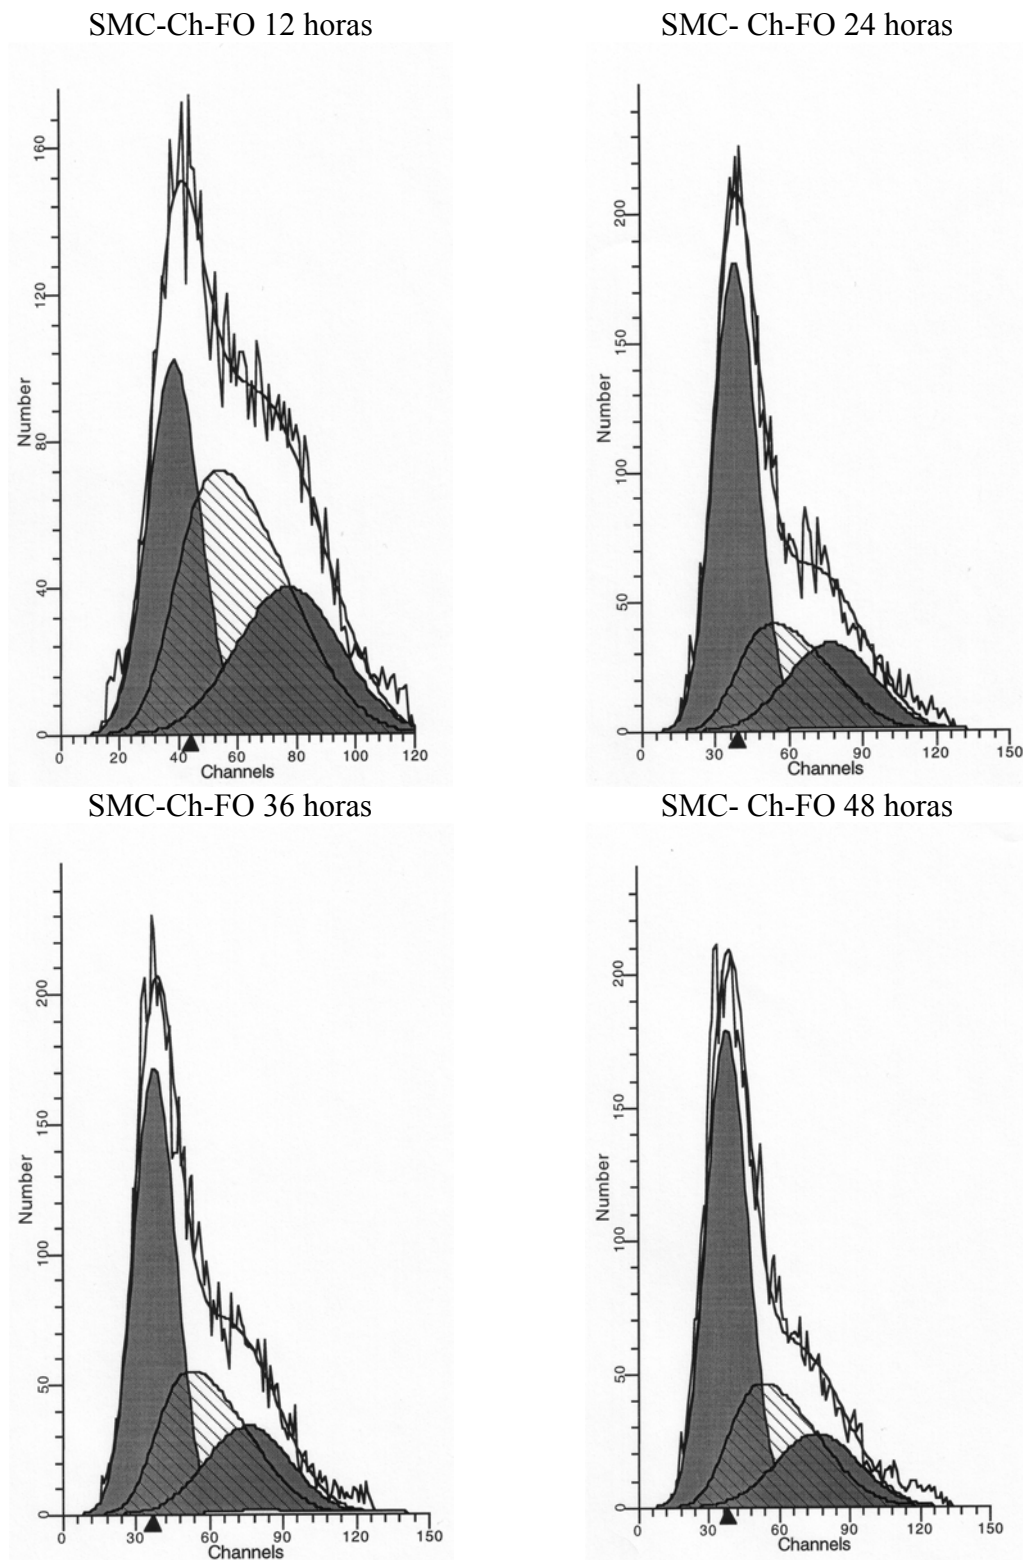 SMC-Ch-FO 12 horas
Number
160
120
80
40
0
0 20 40 60 80 100 120
Channels
SMC- Ch-FO 24 horas
Number
200
150
100
50
0
0 30 60 90 120 150
Channels
SMC-Ch-FO 36 horas
Number
200
150
100
50
0
0 30 60 90 120 150
Channels
SMC- Ch-FO 48 horas
Number
200
150
100
50
0
0 30 60 90 120 150
Channels